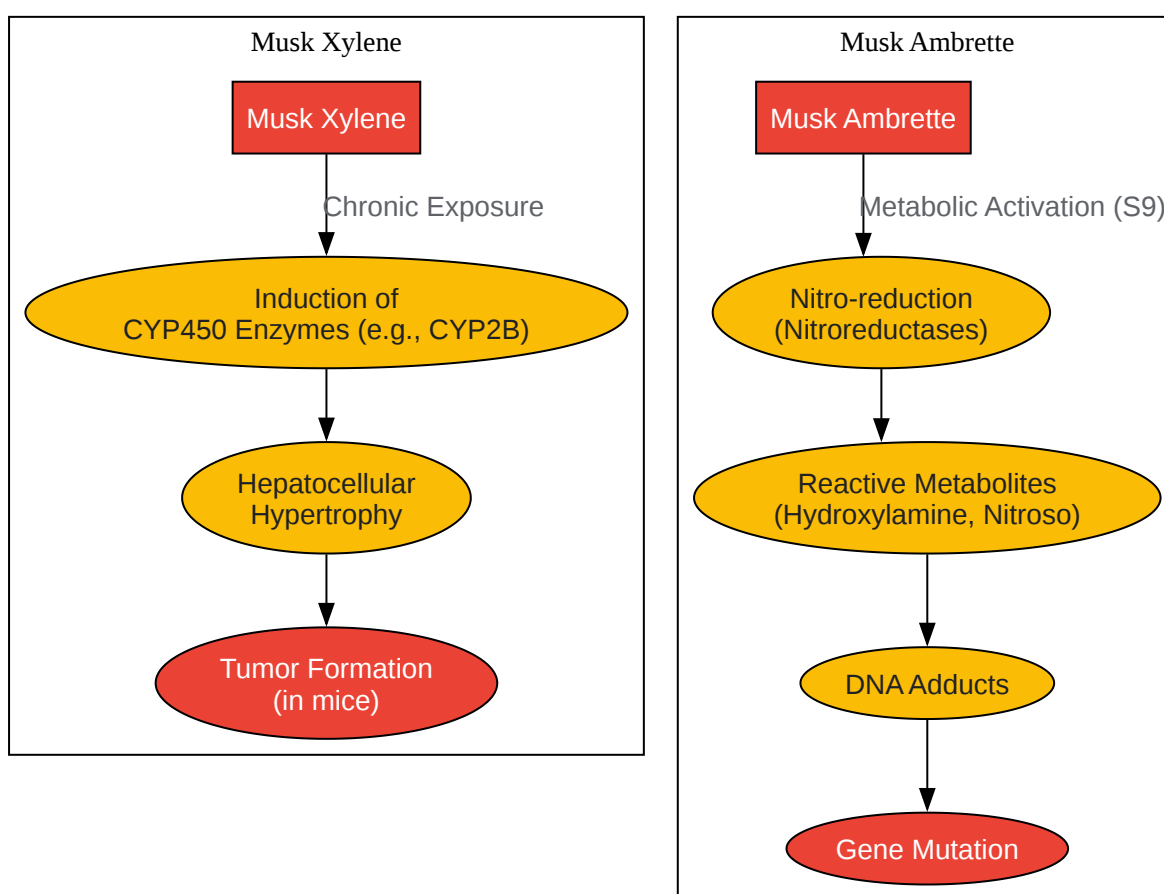 Musk Xylene
Musk Xylene
Chronic Exposure
Induction of
CYP450 Enzymes (e.g., CYP2B)
Hepatocellular
Hypertrophy
Tumor Formation
(in mice)
Musk Ambrette
Musk Ambrette
Metabolic Activation (S9)
Nitro-reduction
(Nitroreductases)
Reactive Metabolites
(Hydroxylamine, Nitroso)
DNA Adducts
Gene Mutation